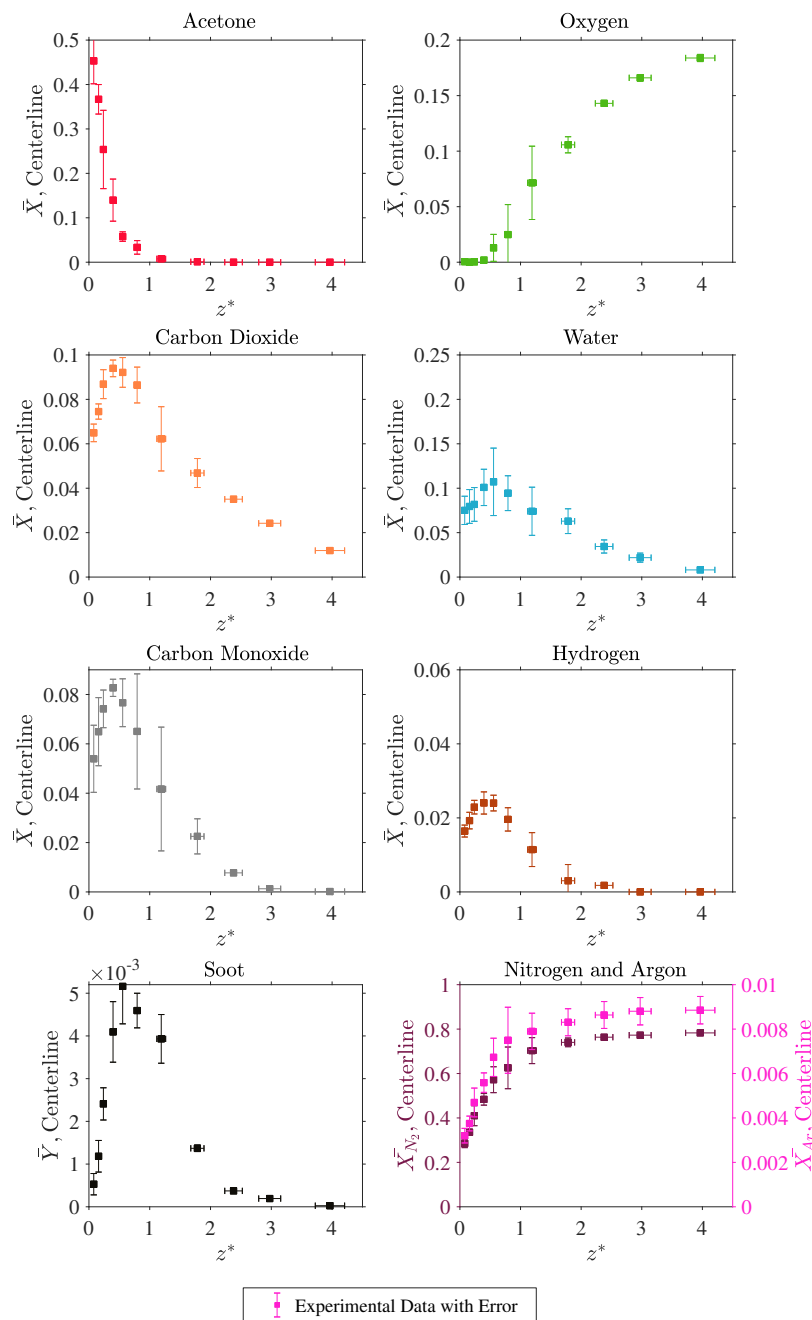 Acetone
0.5
0.4
0.3
0.2
0.1
0
X̄, Centerline
0 1 2 3 4
z*
Oxygen
0.2
0.15
0.1
0.05
0
X̄, Centerline
0 1 2 3 4
z*
Carbon Dioxide
0.1
0.08
0.06
0.04
0.02
0
X̄, Centerline
0 1 2 3 4
z*
Water
0.25
0.2
0.15
0.1
0.05
0
X̄, Centerline
0 1 2 3 4
z*
Carbon Monoxide
0.08
0.06
0.04
0.02
0
X̄, Centerline
0 1 2 3 4
z*
Hydrogen
0.06
0.04
0.02
0
X̄, Centerline
0 1 2 3 4
z*
Soot
×10⁻³
5
4
3
2
1
0
Ȳ, Centerline
0 1 2 3 4
z*
Nitrogen and Argon
1
0.8
0.6
0.4
0.2
0
X̄_{N_2}, Centerline
0.01
0.008
0.006
0.004
0.002
0
X̄_{Ar}, Centerline
0 1 2 3 4
z*
Experimental Data with Error